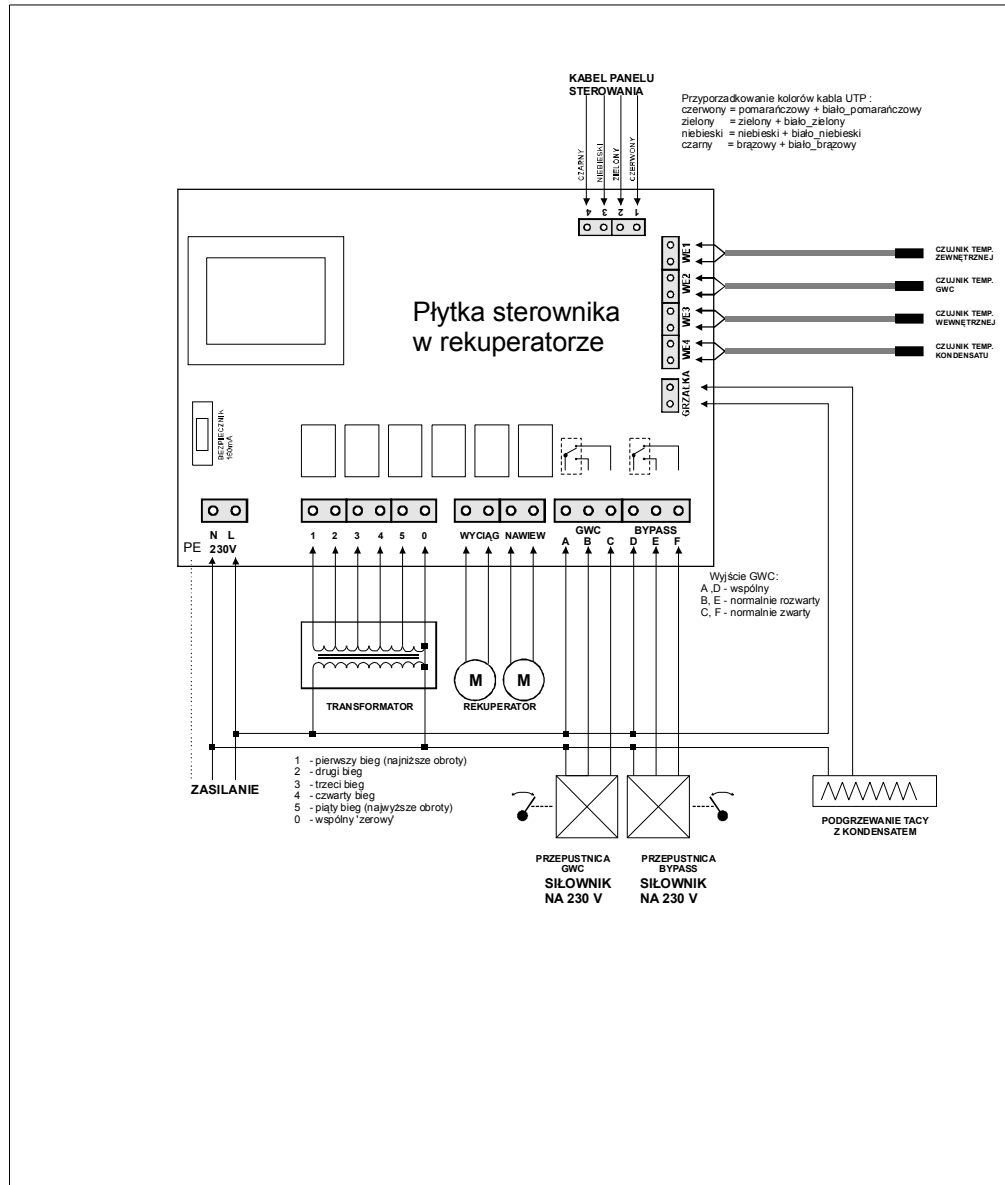 KABEL PANELU
STEROWANIA
Przyporzadkowanie kolorów kabla UTP :
czerwony = pomarańczowy + biało_pomarańczowy
zielony = zielony + biało_zielony
niebieski = niebieski + biało_niebieski
czarny = brązowy + biało_brązowy
CZARNY
NIEBIESKI
ZIELONY
CZERWONY
4 3 2 1
WE1
WE2
WE3
WE4
GRZAŁKA
CZUJNIK TEMP.
ZEWNĘTRZNEJ
CZUJNIK TEMP.
GWC
CZUJNIK TEMP.
WEWNĘTRZNEJ
CZUJNIK TEMP.
KONDENSATU
Płytka sterownika
w rekuperatorze
BEZPIECZNIK
160mA
N L
PE 230V
1 2 3 4 5 0
WYCIĄG NAWIEW
GWC BYPASS
A B C D E F
Wyjście GWC:
A ,D - wspólny
B, E - normalnie rozwarty
C, F - normalnie zwarty
M M
TRANSFORMATOR
REKUPERATOR
ZASILANIE
1 - pierwszy bieg (najniższe obroty)
2 - drugi bieg
3 - trzeci bieg
4 - czwarty bieg
5 - piąty bieg (najwyższe obroty)
0 - wspólny 'zerowy'
PRZEPUSTNICA
GWC
SIŁOWNIK
NA 230 V
PRZEPUSTNICA
BYPASS
SIŁOWNIK
NA 230 V
PODGRZEWANIE TACY
Z KONDENSATEM